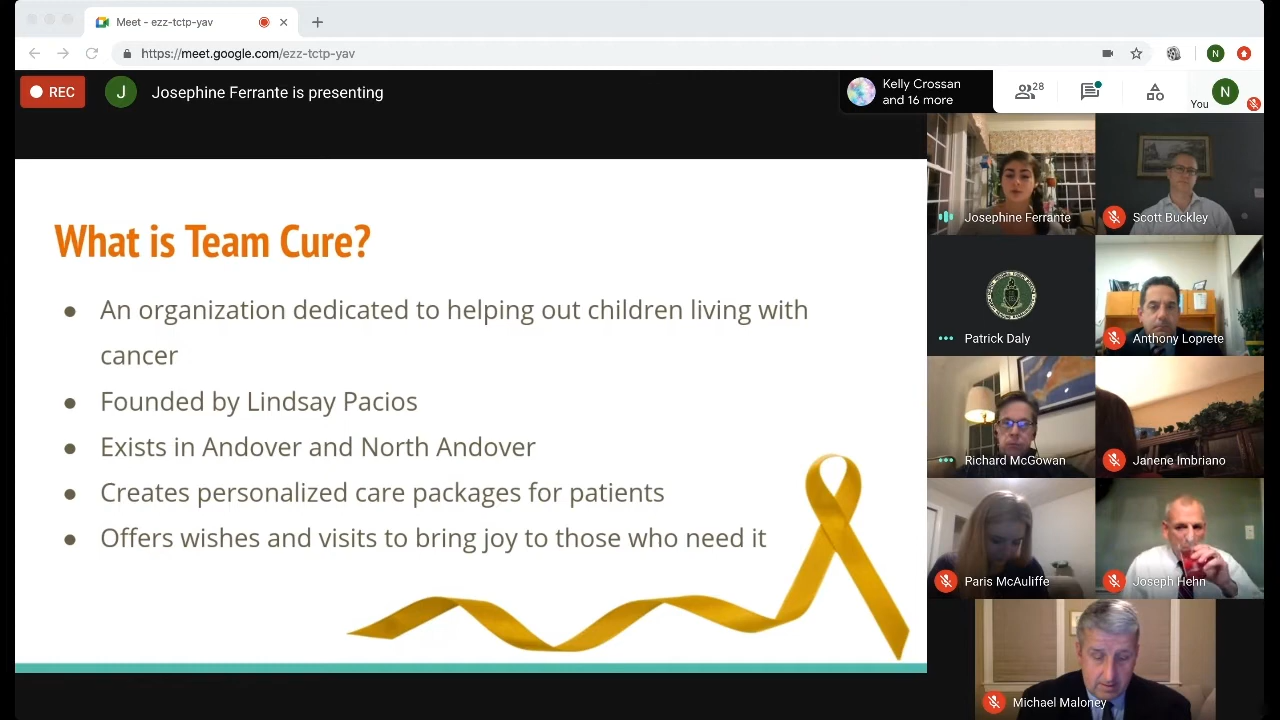 Meet - ezz-tctp-yav
https://meet.google.com/ezz-tctp-yav
N
REC
J
Josephine Ferrante is presenting
Kelly Crossan
and 16 more
28
You
N
What is Team Cure?
● An organization dedicated to helping out children living with
cancer
● Founded by Lindsay Pacios
● Exists in Andover and North Andover
● Creates personalized care packages for patients
● Offers wishes and visits to bring joy to those who need it
Josephine Ferrante
Scott Buckley
Patrick Daly
Anthony Loprete
Richard McGowan
Janene Imbriano
Paris McAuliffe
Joseph Hehn
Michael Maloney